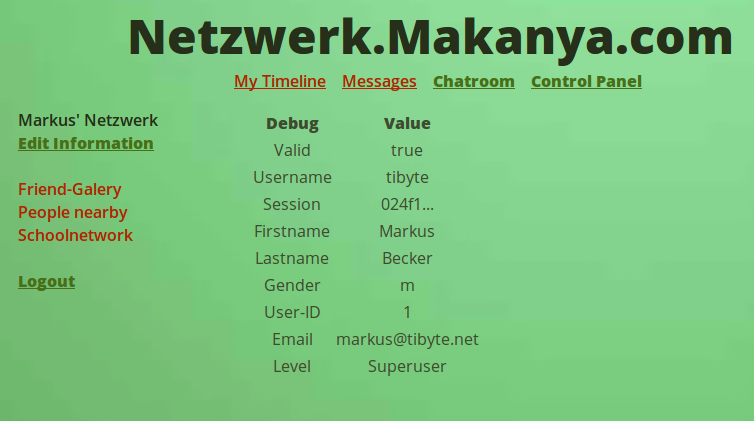 Netzwerk.Makanya.com
My Timeline Messages Chatroom Control Panel
Markus' Netzwerk
Edit Information
Friend-Galery
People nearby
Schoolnetwork
Logout
Debug Value
Valid true
Username tibyte
Session 024f1...
Firstname Markus
Lastname Becker
Gender m
User-ID 1
Email markus@tibyte.net
Level Superuser